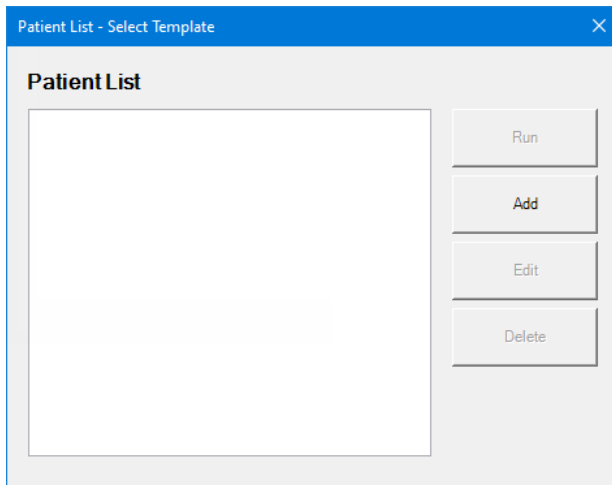 Patient List - Select Template
Patient List
Run
Add
Edit
Delete